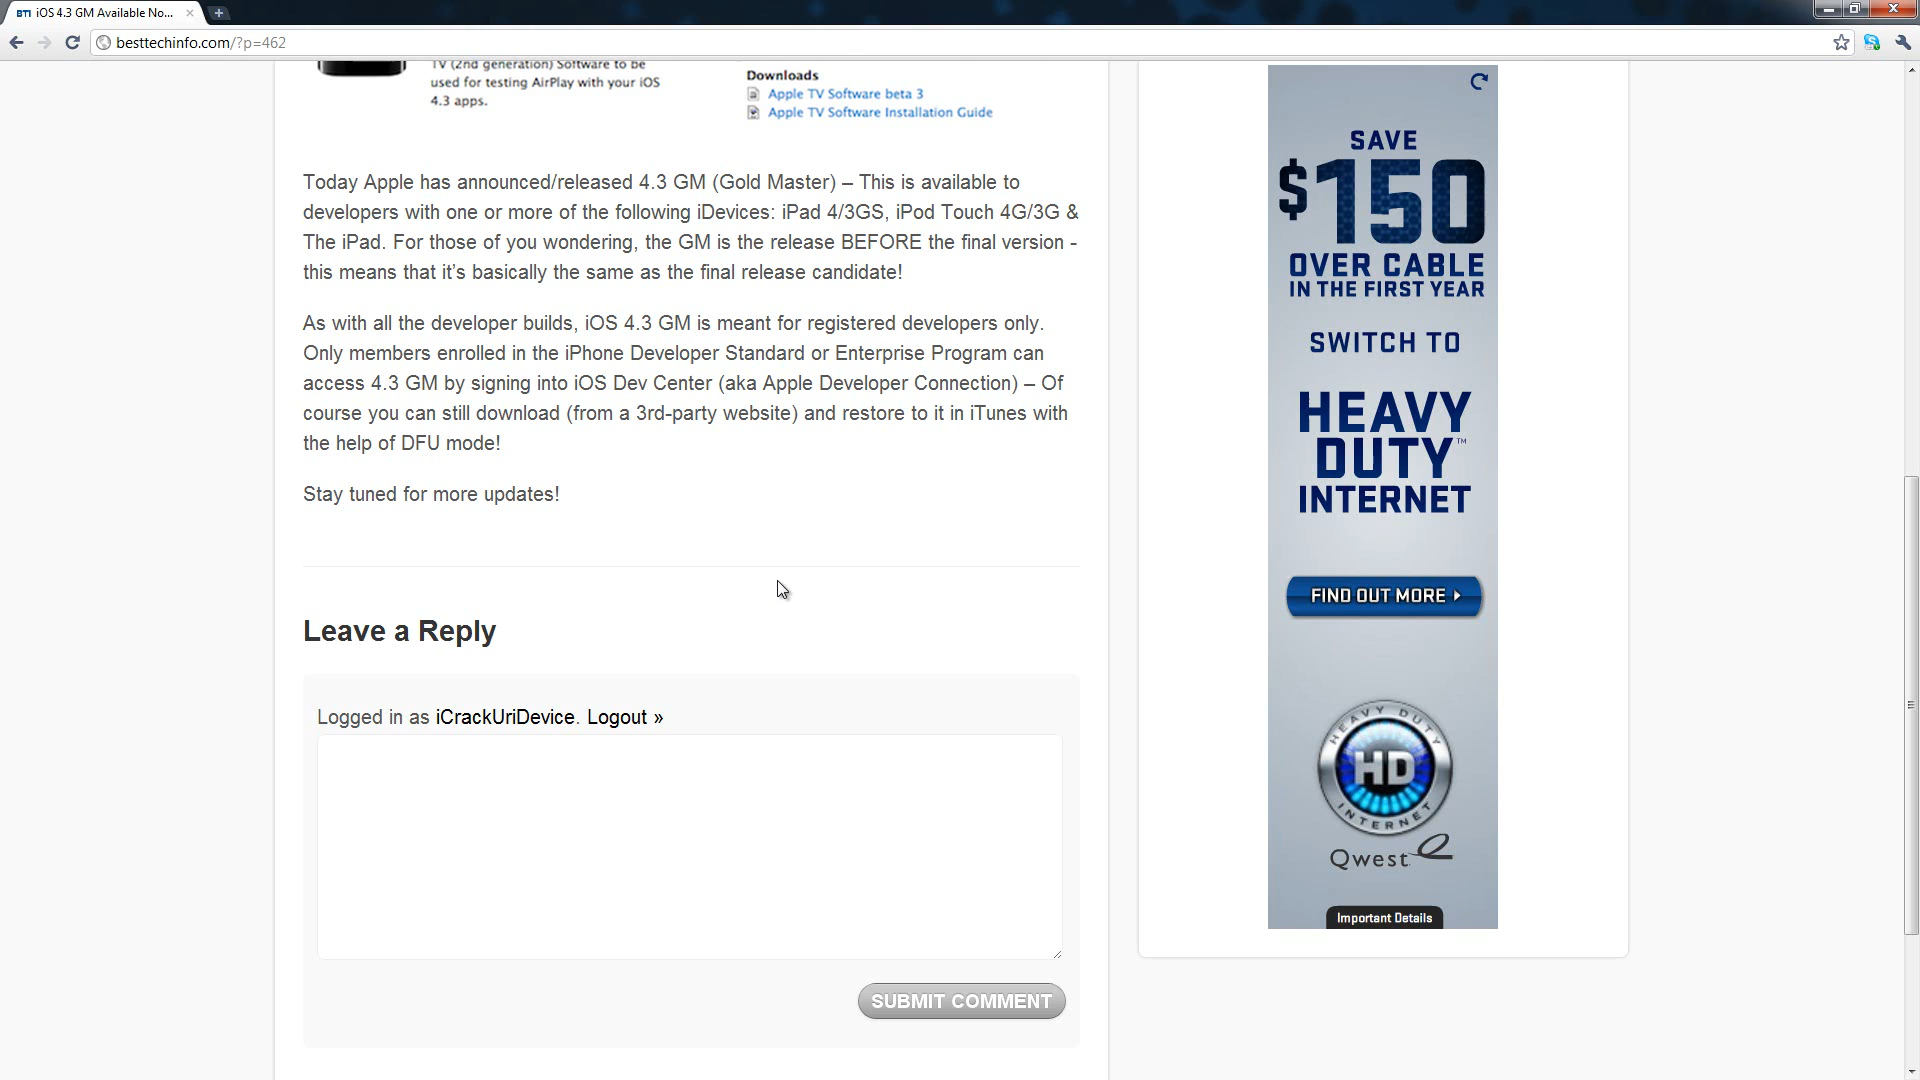 BTI iOS 4.3 GM Available No...
besttechinfo.com/?p=462
TV (2nd generation) Software to be
used for testing AirPlay with your iOS
4.3 apps.
Downloads
Apple TV Software beta 3
Apple TV Software Installation Guide
Today Apple has announced/released 4.3 GM (Gold Master) – This is available to
developers with one or more of the following iDevices: iPad 4/3GS, iPod Touch 4G/3G &
The iPad. For those of you wondering, the GM is the release BEFORE the final version -
this means that it's basically the same as the final release candidate!
As with all the developer builds, iOS 4.3 GM is meant for registered developers only.
Only members enrolled in the iPhone Developer Standard or Enterprise Program can
access 4.3 GM by signing into iOS Dev Center (aka Apple Developer Connection) – Of
course you can still download (from a 3rd-party website) and restore to it in iTunes with
the help of DFU mode!
Stay tuned for more updates!
Leave a Reply
Logged in as iCrackUriDevice. Logout »
SUBMIT COMMENT
SAVE
$150
OVER CABLE
IN THE FIRST YEAR
SWITCH TO
HEAVY
DUTY™
INTERNET
FIND OUT MORE
HEAVY DUTY
HD
INTERNET
Qwest
Important Details